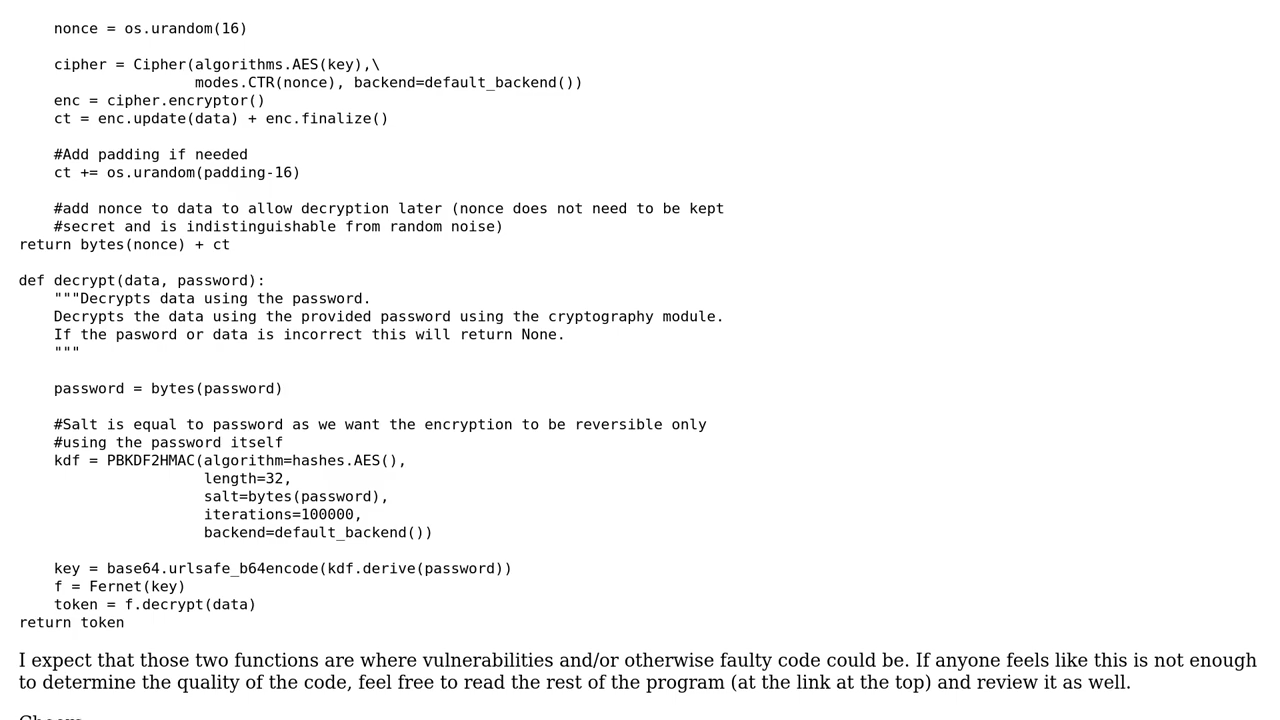 nonce = os.urandom(16)

    cipher = Cipher(algorithms.AES(key),\
                    modes.CTR(nonce), backend=default_backend())
    enc = cipher.encryptor()
    ct = enc.update(data) + enc.finalize()

    #Add padding if needed
    ct += os.urandom(padding-16)

    #add nonce to data to allow decryption later (nonce does not need to be kept
    #secret and is indistinguishable from random noise)
return bytes(nonce) + ct

def decrypt(data, password):
    """Decrypts data using the password.
    Decrypts the data using the provided password using the cryptography module.
    If the pasword or data is incorrect this will return None.
    """

    password = bytes(password)

    #Salt is equal to password as we want the encryption to be reversible only
    #using the password itself
    kdf = PBKDF2HMAC(algorithm=hashes.AES(),
                     length=32,
                     salt=bytes(password),
                     iterations=100000,
                     backend=default_backend())

    key = base64.urlsafe_b64encode(kdf.derive(password))
    f = Fernet(key)
    token = f.decrypt(data)
return token

I expect that those two functions are where vulnerabilities and/or otherwise faulty code could be. If anyone feels like this is not enough
to determine the quality of the code, feel free to read the rest of the program (at the link at the top) and review it as well.